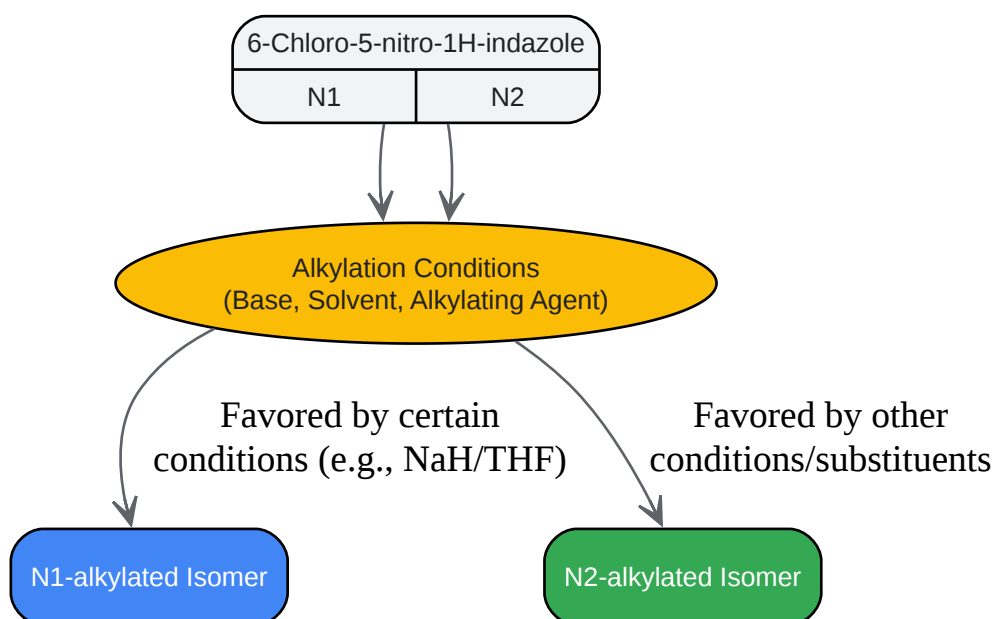 6-Chloro-5-nitro-1H-indazole
N1
N2
Alkylation Conditions
(Base, Solvent, Alkylating Agent)
Favored by certain
conditions (e.g., NaH/THF)
Favored by other
conditions/substituents
N1-alkylated Isomer
N2-alkylated Isomer